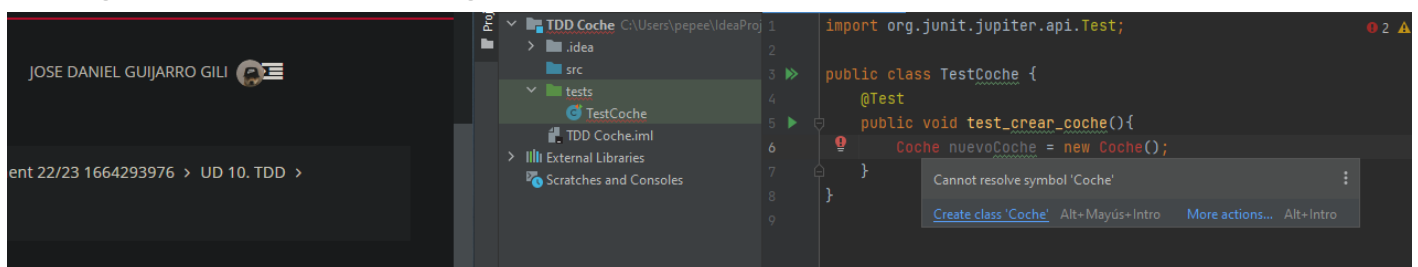 JOSE DANIEL GUIJARRO GILI
ent 22/23 1664293976 > UD 10. TDD >
Proj
TDD Coche C:\Users\pepee\IdeaProj
.idea
src
tests
TestCoche
TDD Coche.iml
External Libraries
Scratches and Consoles
1 import org.junit.jupiter.api.Test;
2
3 public class TestCoche {
4 @Test
5 public void test_crear_coche(){
6 Coche nuevoCoche = new Coche();
7 }
8 }
9
2
Cannot resolve symbol 'Coche'
Create class 'Coche' Alt+Mayús+Intro More actions... Alt+Intro